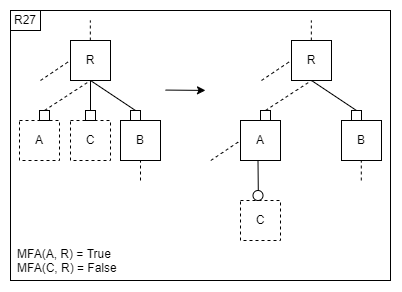 R27
R
R
A
C
B
A
B
C
MFA(A, R) = True
MFA(C, R) = False